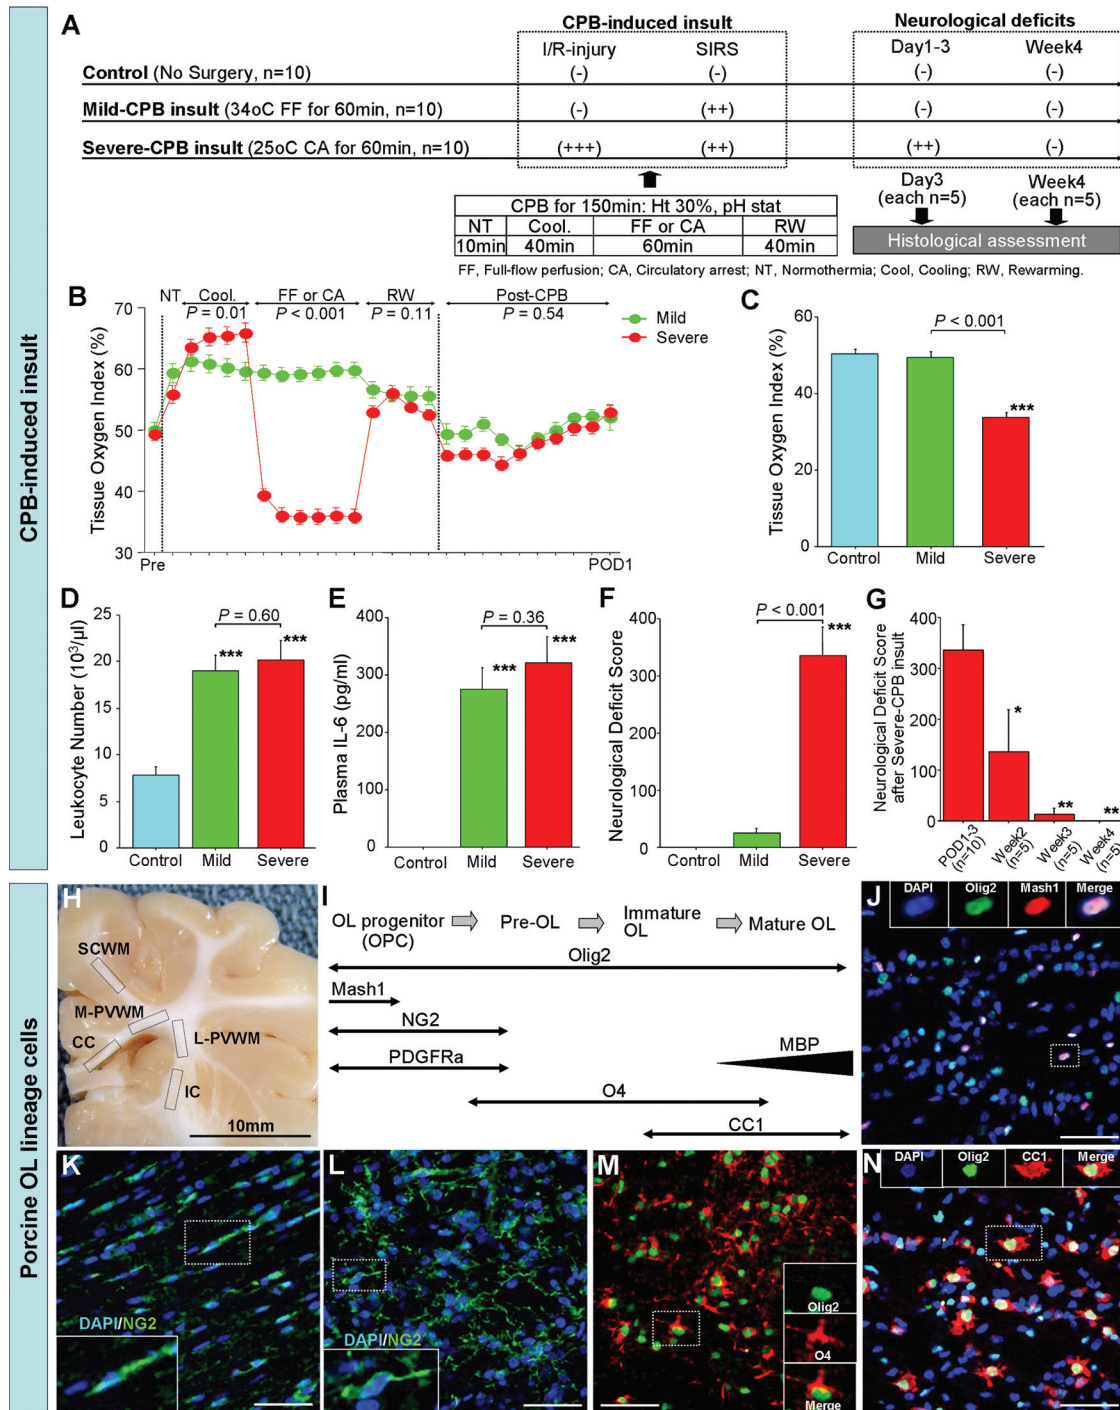 CPB-induced insult
A
CPB-induced insult
Neurological deficits
I/R-injury SIRS Day1-3 Week4
Control (No Surgery, n=10) (-) (-) (-) (-)
Mild-CPB insult (34oC FF for 60min, n=10) (-) (++) (-) (-)
Severe-CPB insult (25oC CA for 60min, n=10) (+++) (++) (++) (-)
Day3 Week4
(each n=5) (each n=5)
CPB for 150min: Ht 30%, pH stat
NT Cool. FF or CA RW
10min 40min 60min 40min
Histological assessment
FF, Full-flow perfusion; CA, Circulatory arrest; NT, Normothermia; Cool, Cooling; RW, Rewarming.
B
NT Cool. FF or CA RW Post-CPB
P = 0.01 P < 0.001 P = 0.11 P = 0.54
Mild
Severe
Tissue Oxygen Index (%)
70
60
50
40
30
Pre POD1
C
P < 0.001
***
Tissue Oxygen Index (%)
60
40
20
0
Control Mild Severe
D
P = 0.60
*** ***
Leukocyte Number (10³/µl)
25
20
15
10
5
0
Control Mild Severe
E
P = 0.36
*** ***
Plasma IL-6 (pg/ml)
400
300
200
100
0
Control Mild Severe
F
P < 0.001
***
Neurological Deficit Score
400
300
200
100
0
Control Mild Severe
G
Neurological Deficit Score
after Severe-CPB insult
400
300
200
100
0
* ** **
POD1-3 (n=10)
Week2 (n=5)
Week3 (n=5)
Week4 (n=5)
Porcine OL lineage cells
H
SCWM
M-PVWM
CC
L-PVWM
IC
10mm
I
OL progenitor (OPC) Pre-OL Immature OL Mature OL
Olig2
Mash1
NG2
PDGFRa
MBP
O4
CC1
J
DAPI Olig2 Mash1 Merge
K
DAPI/NG2
L
DAPI/NG2
M
Olig2
O4
Merge
N
DAPI Olig2 CC1 Merge